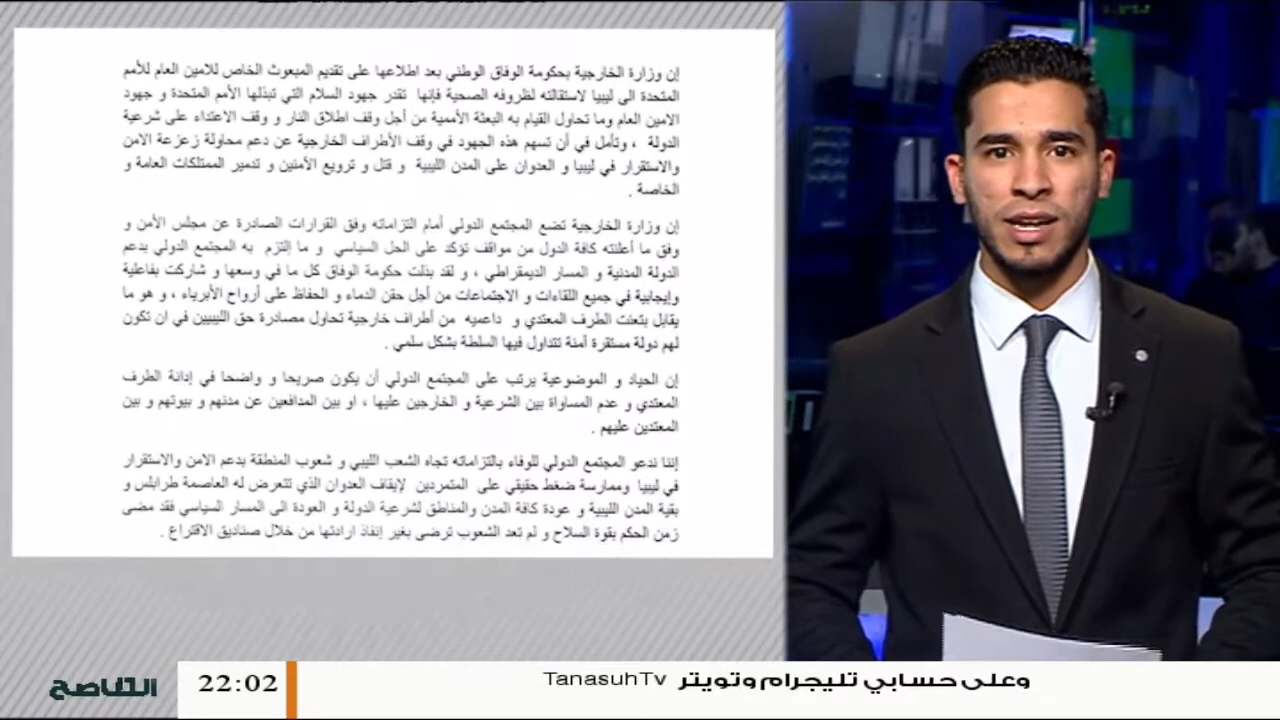 إن وزارة الخارجية بحكومة الوفاق الوطني بعد اطلاعها على تقديم المبعوث الخاص للامين العام للأمم
المتحدة الى ليبيا لاستقالته لظروفه الصحية فإنها تقدر جهود السلام التي تبذلها الأمم المتحدة و جهود
الامين العام وما تحاول القيام به البعثة الأممية من أجل وقف اطلاق النار و وقف الاعتداء على شرعية
الدولة ، وتأمل في أن تسهم هذه الجهود في وقف الأطراف الخارجية عن دعم محاولة زعزعة الامن
والاستقرار في ليبيا و العدوان على المدن الليبية و قتل و ترويع الأمنين و تدمير الممتلكات العامة و
الخاصة .
إن وزارة الخارجية تضع المجتمع الدولي أمام التزاماته وفق القرارات الصادرة عن مجلس الأمن و
وفق ما أعلنته كافة الدول من مواقف تؤكد على الحل السياسي و ما إلتزم به المجتمع الدولي بدعم
الدولة المدنية و المسار الديمقراطي ، و لقد بذلت حكومة الوفاق كل ما في وسعها و شاركت بفاعلية
وإيجابية في جميع اللقاءات و الاجتماعات من أجل حقن الدماء و الحفاظ على أرواح الأبرياء ، و هو ما
يقابل بتعنت الطرف المعتدي و داعميه من أطراف خارجية تحاول مصادرة حق الليبيين في ان تكون
لهم دولة مستقرة أمنة تتداول فيها السلطة بشكل سلمي .
إن الحياد و الموضوعية يرتب على المجتمع الدولي أن يكون صريحا و واضحا في إدانة الطرف
المعتدي و عدم المساواة بين الشرعية و الخارجين عليها ، او بين المدافعين عن مدنهم و بيوتهم و بين
المعتدين عليهم .
إننا ندعو المجتمع الدولي للوفاء بالتزاماته تجاه الشعب الليبي و شعوب المنطقة بدعم الامن والاستقرار
في ليبيا وممارسة ضغط حقيقي على المتمردين لإيقاف العدوان الذي تتعرض له العاصمة طرابلس و
بقية المدن الليبية و عودة كافة المدن والمناطق لشرعية الدولة و العودة الى المسار السياسي فقد مضى
زمن الحكم بقوة السلاح و لم تعد الشعوب ترضى بغير إنفاذ ارادتها من خلال صناديق الاقتراع .
وعلى حسابي تليجرام وتويتر TanasuhTv
22:02
التناصح